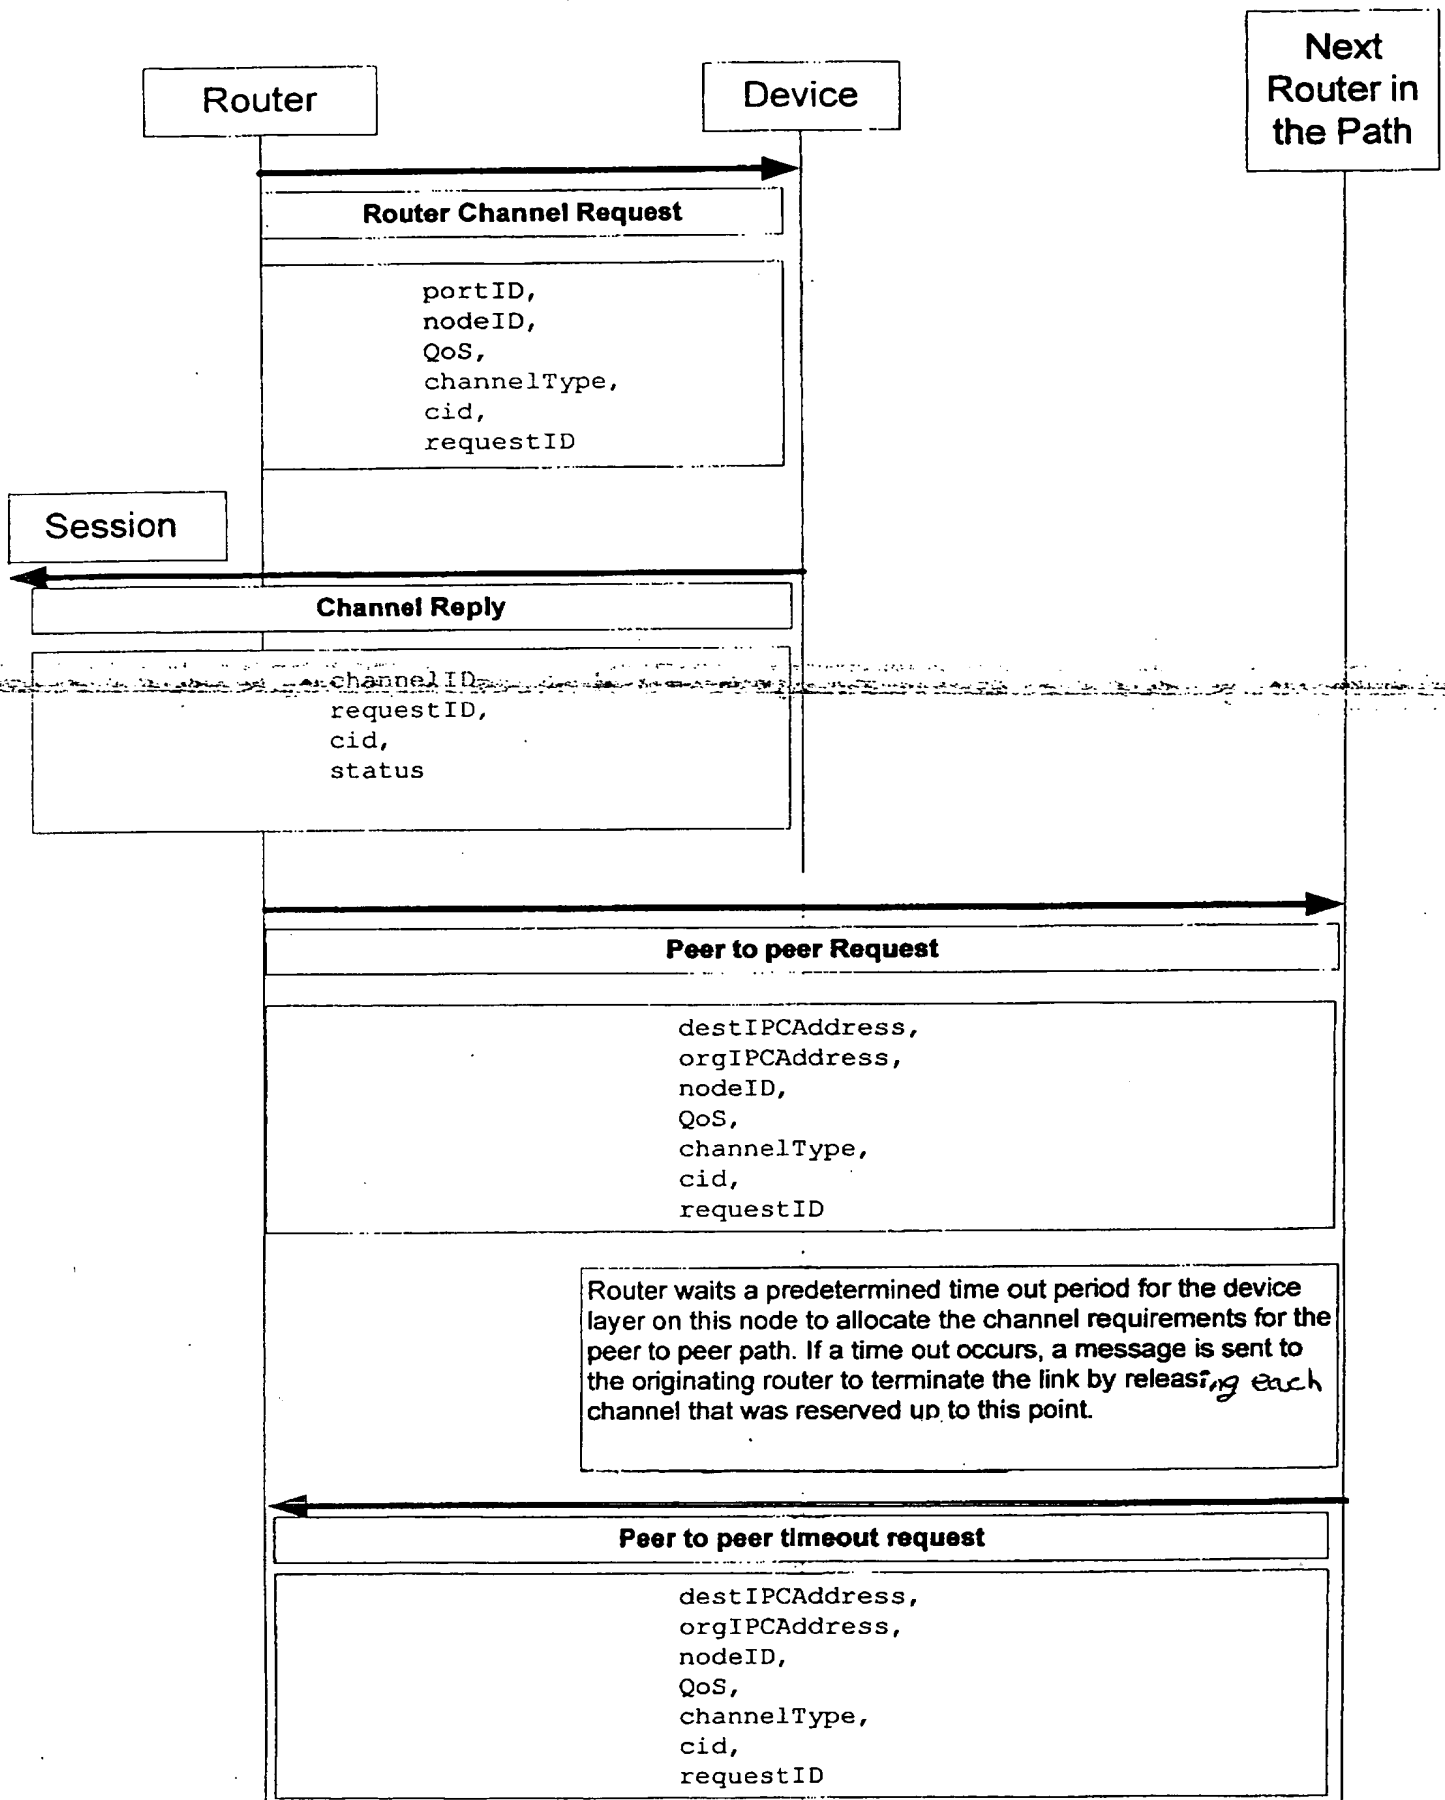 Next
Router in
the Path
Router
Device
Router Channel Request
portID,
nodeID,
QoS,
channelType,
cid,
requestID
Session
Channel Reply
channelID
requestID,
cid,
status
Peer to peer Request
destIPCAddress,
orgIPCAddress,
nodeID,
QoS,
channelType,
cid,
requestID
Router waits a predetermined time out period for the device
layer on this node to allocate the channel requirements for the
peer to peer path. If a time out occurs, a message is sent to
the originating router to terminate the link by releasing each
channel that was reserved up to this point.
Peer to peer timeout request
destIPCAddress,
orgIPCAddress,
nodeID,
QoS,
channelType,
cid,
requestID